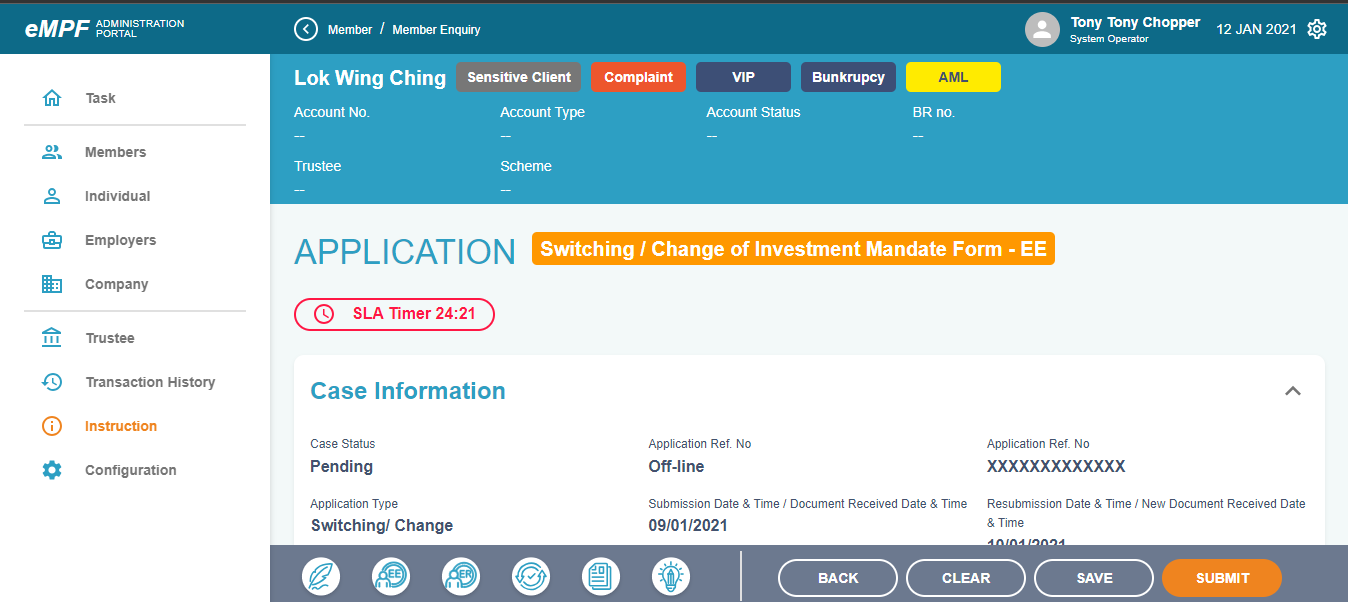 eMPF ADMINISTRATION PORTAL
Member / Member Enquiry
Tony Tony Chopper
System Operator
12 JAN 2021
Task
Members
Individual
Employers
Company
Trustee
Transaction History
Instruction
Configuration
Lok Wing Ching
Sensitive Client
Complaint
VIP
Bunkrupcy
AML
Account No.
--
Account Type
--
Account Status
--
BR no.
--
Trustee
--
Scheme
--
APPLICATION
Switching / Change of Investment Mandate Form - EE
SLA Timer 24:21
Case Information
Case Status
Pending
Application Ref. No
Off-line
Application Ref. No
XXXXXXXXXXXXX
Application Type
Switching/ Change
Submission Date & Time / Document Received Date & Time
09/01/2021
Resubmission Date & Time / New Document Received Date
& Time
10/01/2021
EE
ER
BACK
CLEAR
SAVE
SUBMIT